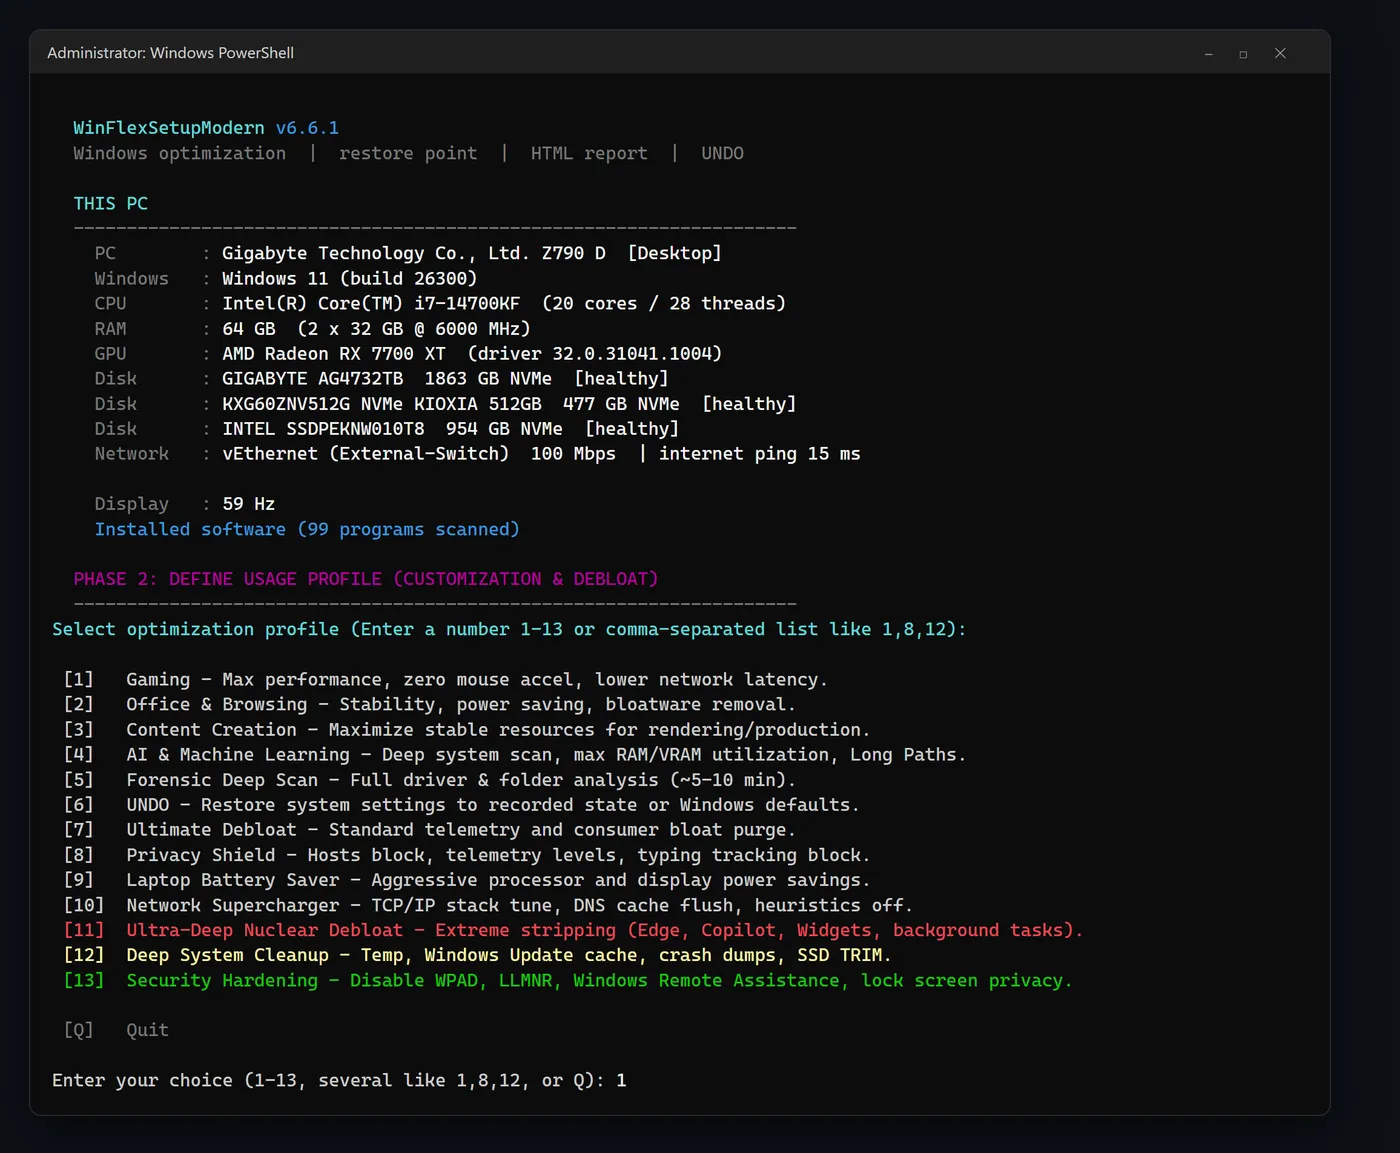 Administrator: Windows PowerShell
WinFlexSetupModern v6.6.1
Windows optimization | restore point | HTML report | UNDO
THIS PC
--------------------------------------------------------------------
PC : Gigabyte Technology Co., Ltd. Z790 D [Desktop]
Windows : Windows 11 (build 26300)
CPU : Intel(R) Core(TM) i7-14700KF (20 cores / 28 threads)
RAM : 64 GB (2 x 32 GB @ 6000 MHz)
GPU : AMD Radeon RX 7700 XT (driver 32.0.31041.1004)
Disk : GIGABYTE AG4732TB 1863 GB NVMe [healthy]
Disk : KXG60ZNV512G NVMe KIOXIA 512GB 477 GB NVMe [healthy]
Disk : INTEL SSDPEKNW010T8 954 GB NVMe [healthy]
Network : vEthernet (External-Switch) 100 Mbps | internet ping 15 ms
Display : 59 Hz
Installed software (99 programs scanned)
PHASE 2: DEFINE USAGE PROFILE (CUSTOMIZATION & DEBLOAT)
--------------------------------------------------------------------
Select optimization profile (Enter a number 1-13 or comma-separated list like 1,8,12):
[1] Gaming - Max performance, zero mouse accel, lower network latency.
[2] Office & Browsing - Stability, power saving, bloatware removal.
[3] Content Creation - Maximize stable resources for rendering/production.
[4] AI & Machine Learning - Deep system scan, max RAM/VRAM utilization, Long Paths.
[5] Forensic Deep Scan - Full driver & folder analysis (~5-10 min).
[6] UNDO - Restore system settings to recorded state or Windows defaults.
[7] Ultimate Debloat - Standard telemetry and consumer bloat purge.
[8] Privacy Shield - Hosts block, telemetry levels, typing tracking block.
[9] Laptop Battery Saver - Aggressive processor and display power savings.
[10] Network Supercharger - TCP/IP stack tune, DNS cache flush, heuristics off.
[11] Ultra-Deep Nuclear Debloat - Extreme stripping (Edge, Copilot, Widgets, background tasks).
[12] Deep System Cleanup - Temp, Windows Update cache, crash dumps, SSD TRIM.
[13] Security Hardening - Disable WPAD, LLMNR, Windows Remote Assistance, lock screen privacy.
[Q] Quit
Enter your choice (1-13, several like 1,8,12, or Q): 1